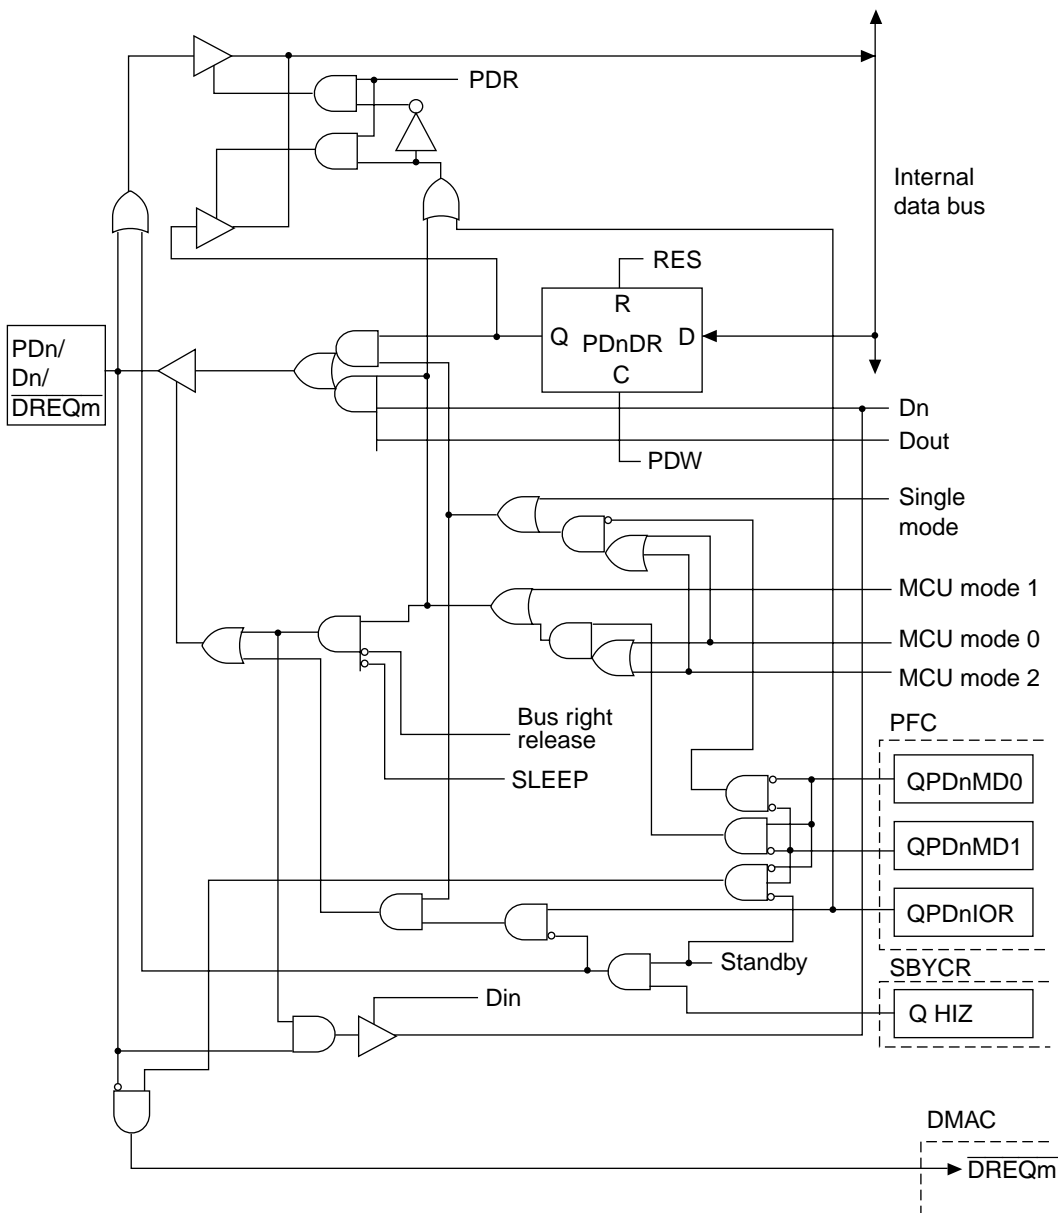 PDR
Internal
data bus
RES
R
Q
PDnDR
D
C
PDn/
Dn/
DREQm
Dn
Dout
PDW
Single
mode
MCU mode 1
MCU mode 0
MCU mode 2
Bus right
release
SLEEP
PFC
QPDnMD0
QPDnMD1
QPDnIOR
Standby
SBYCR
Din
Q HIZ
DMAC
DREQm